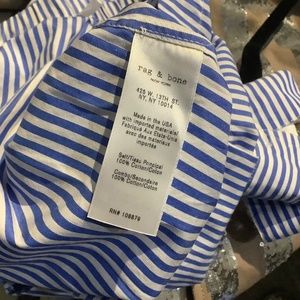 rag & bone
NEW YORK
425 W. 13TH ST.
NY, NY 10014
Made in the USA
with imported materials/
Fabriqué Aux États-Unis
avec des matériaux
importés
Self/Tissu Principal
100% Cotton/Coton
Combo/Secondaire
100% Cotton/Coton
RN# 108879